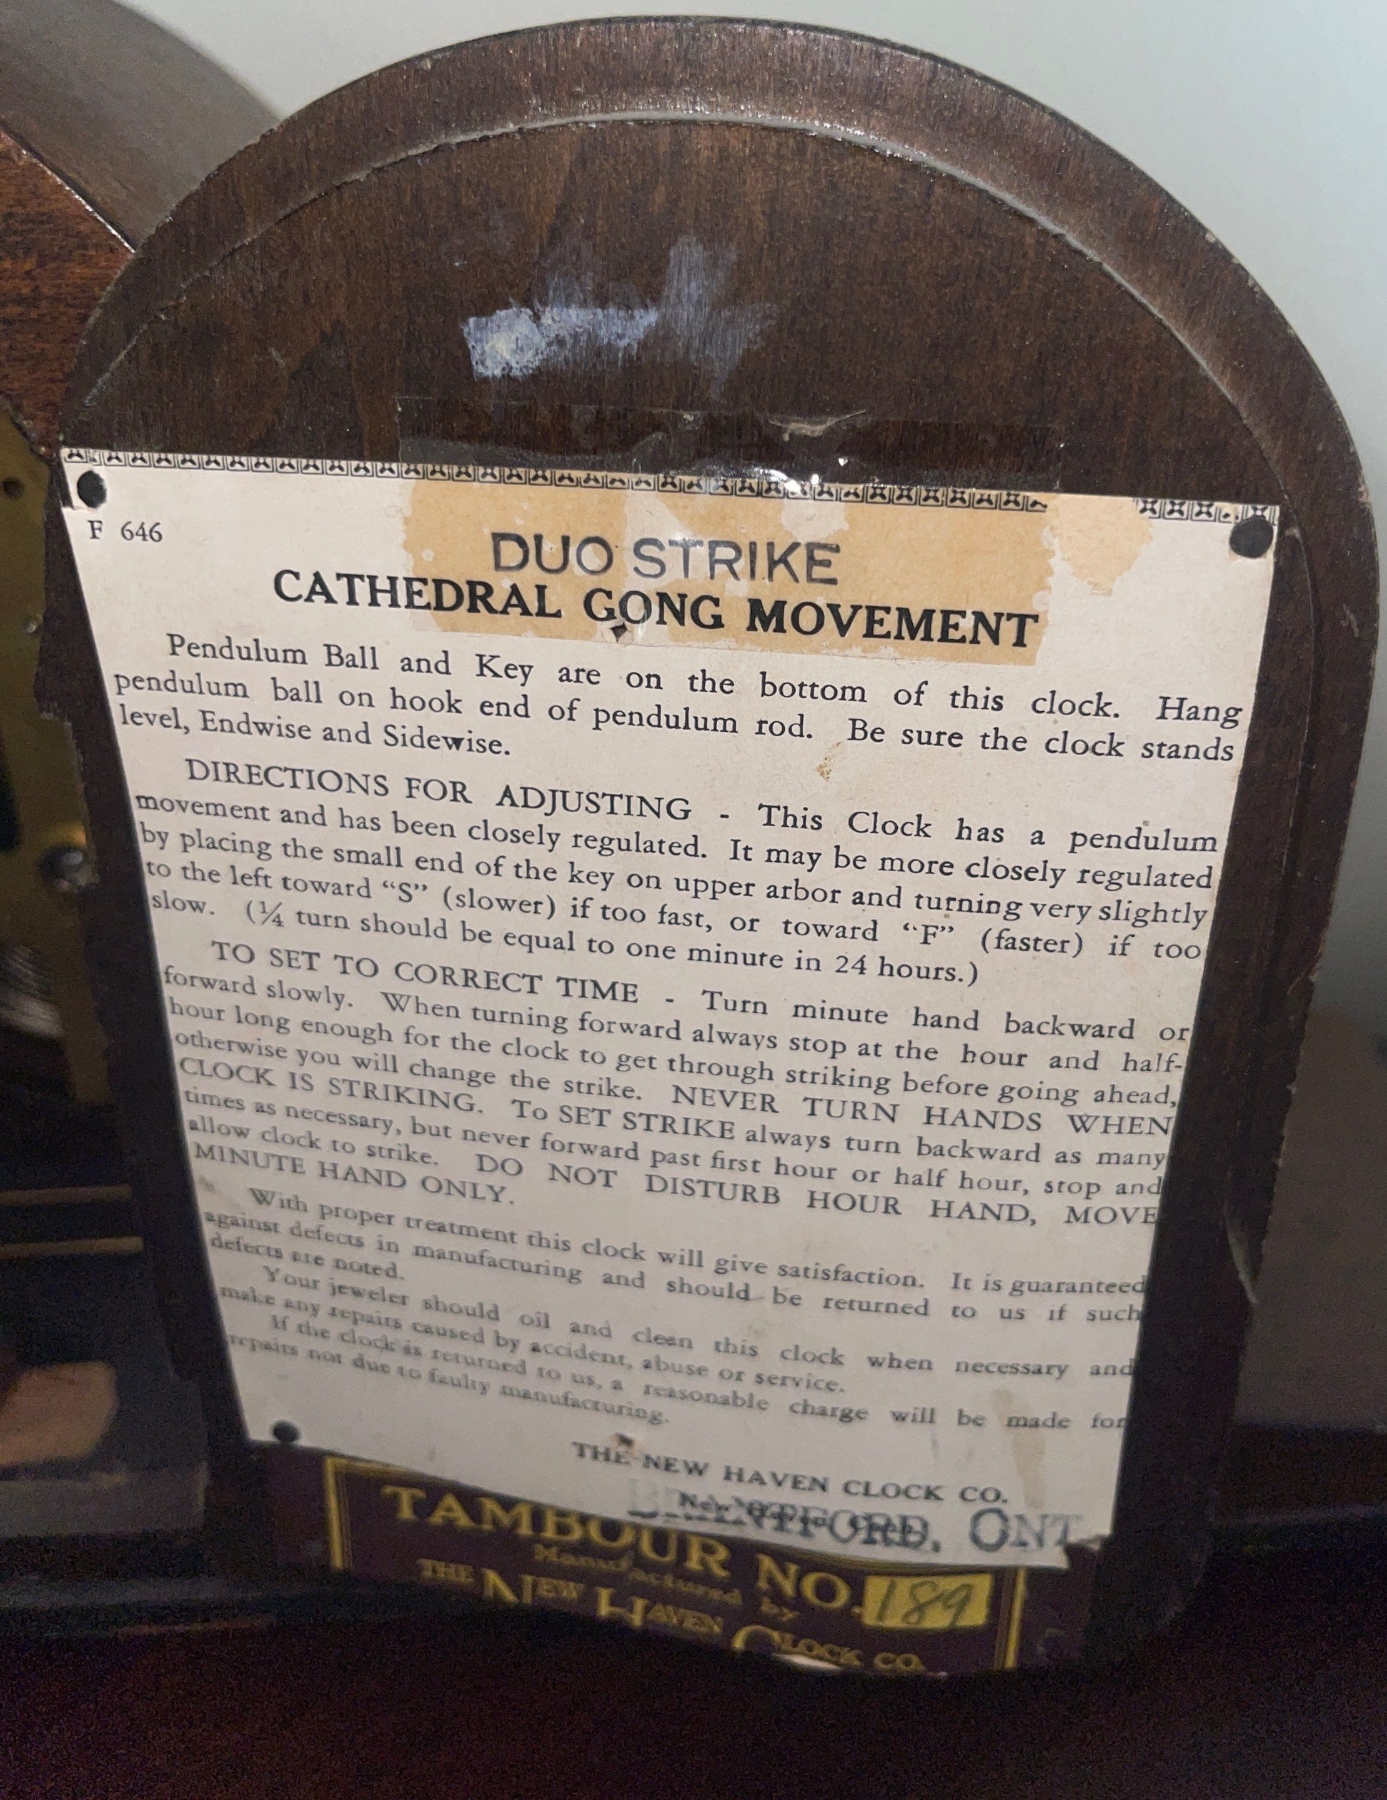 F 646
DUO STRIKE
CATHEDRAL GONG MOVEMENT
Pendulum Ball and Key are on the bottom of this clock. Hang
pendulum ball on hook end of pendulum rod. Be sure the clock stands
level, Endwise and Sidewise.
DIRECTIONS FOR ADJUSTING - This Clock has a pendulum
movement and has been closely regulated. It may be more closely regulated
by placing the small end of the key on upper arbor and turning very slightly
to the left toward “S” (slower) if too fast, or toward “F” (faster) if too
slow. (¼ turn should be equal to one minute in 24 hours.)
TO SET TO CORRECT TIME - Turn minute hand backward or
forward slowly. When turning forward always stop at the hour and half-
hour long enough for the clock to get through striking before going ahead,
otherwise you will change the strike. NEVER TURN HANDS WHEN
CLOCK IS STRIKING. To SET STRIKE always turn backward as many
times as necessary, but never forward past first hour or half hour, stop and
allow clock to strike. DO NOT DISTURB HOUR HAND, MOVE
MINUTE HAND ONLY.
With proper treatment this clock will give satisfaction. It is guaranteed
against defects in manufacturing and should be returned to us if such
defects are noted.
Your jeweler should oil and clean this clock when necessary and
make any repairs caused by accident, abuse or service.
If the clock is returned to us, a reasonable charge will be made for
repairs not due to faulty manufacturing.
THE NEW HAVEN CLOCK CO.
BRANTFORD, ONT.
TAMBOUR NO. 189
Manufactured by
THE NEW HAVEN CLOCK CO.